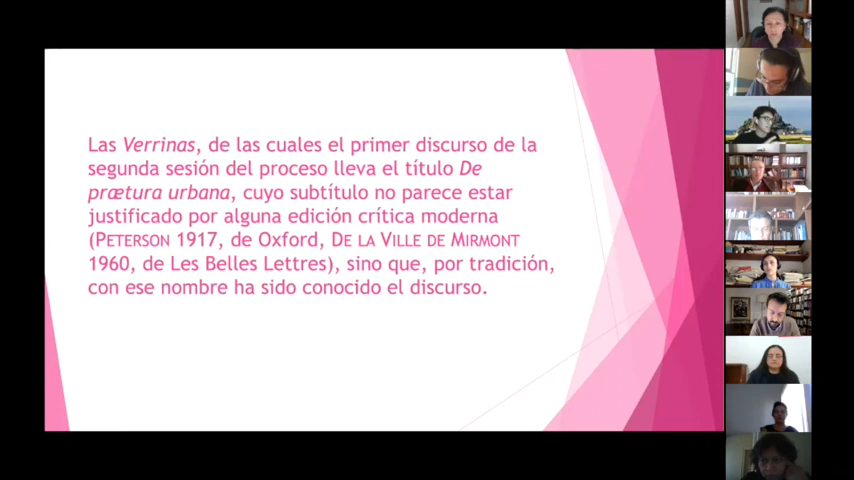 Las Verrinas, de las cuales el primer discurso de la
segunda sesión del proceso lleva el título De
prætura urbana, cuyo subtítulo no parece estar
justificado por alguna edición crítica moderna
(PETERSON 1917, de Oxford, DE LA VILLE DE MIRMONT
1960, de Les Belles Lettres), sino que, por tradición,
con ese nombre ha sido conocido el discurso.